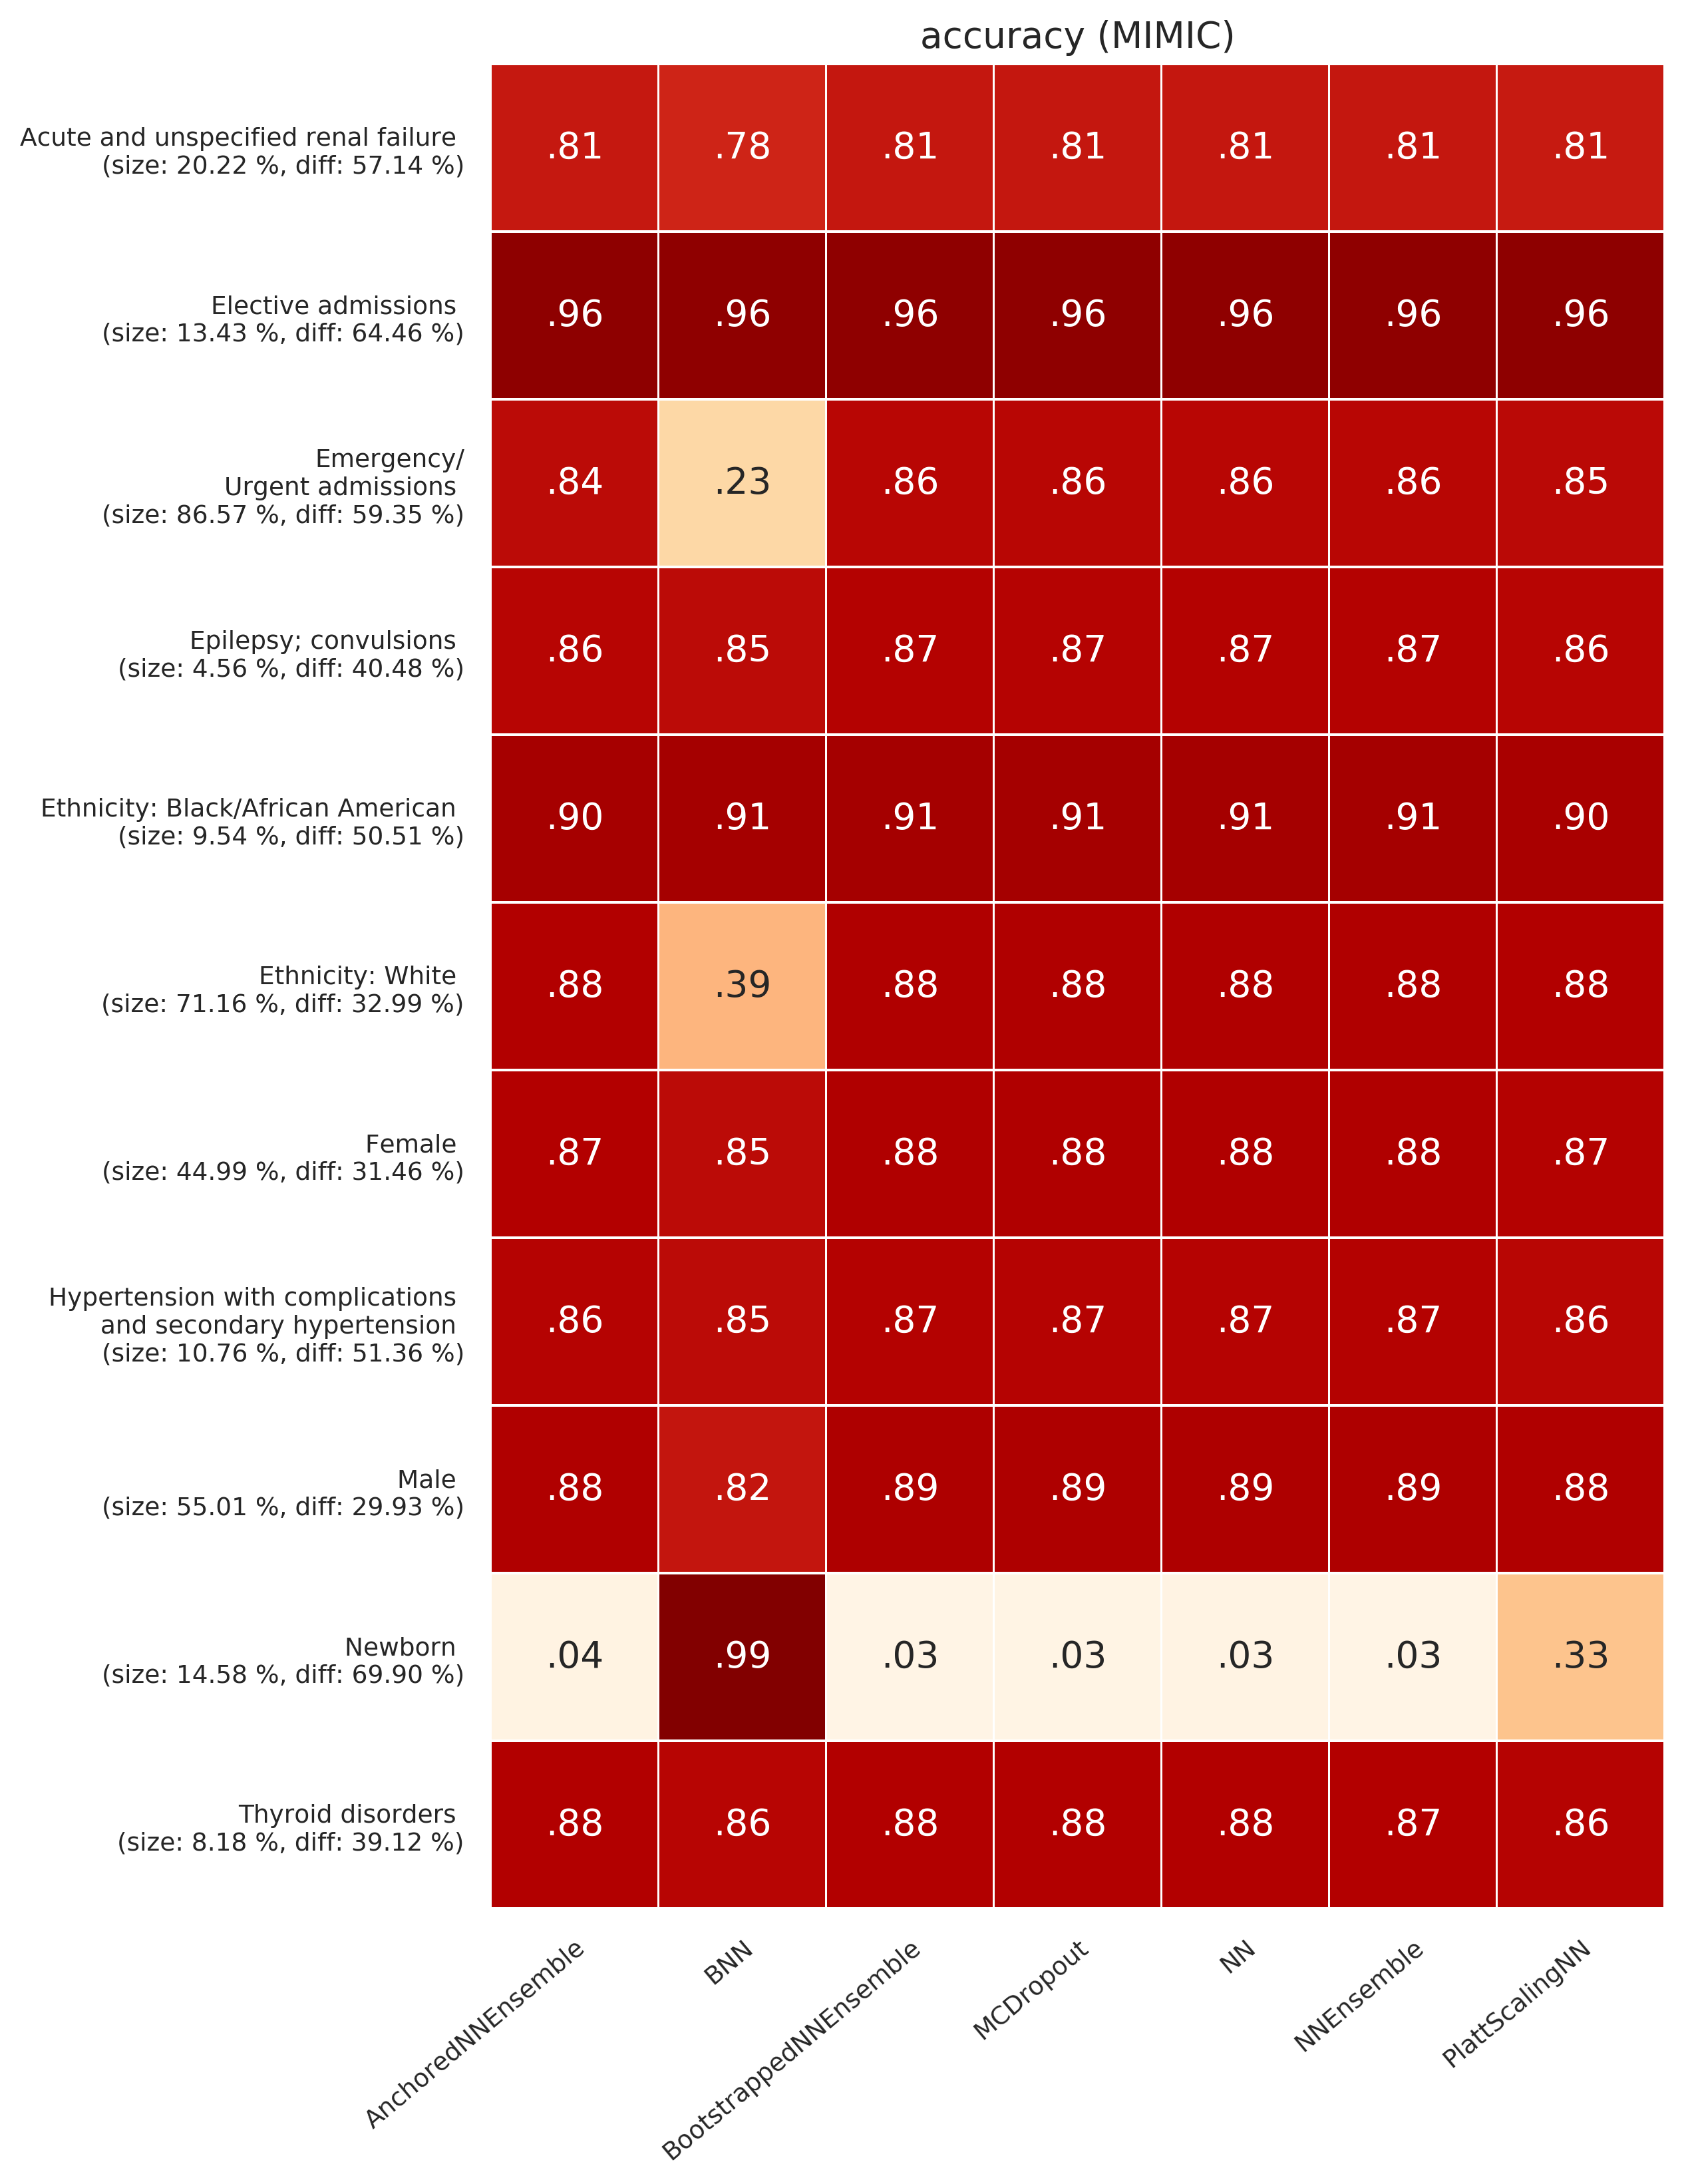 accuracy (MIMIC)
Acute and unspecified renal failure
(size: 20.22 %, diff: 57.14 %)
.81 .78 .81 .81 .81 .81 .81
Elective admissions
(size: 13.43 %, diff: 64.46 %)
.96 .96 .96 .96 .96 .96 .96
Emergency/
Urgent admissions
(size: 86.57 %, diff: 59.35 %)
.84 .23 .86 .86 .86 .86 .85
Epilepsy; convulsions
(size: 4.56 %, diff: 40.48 %)
.86 .85 .87 .87 .87 .87 .86
Ethnicity: Black/African American
(size: 9.54 %, diff: 50.51 %)
.90 .91 .91 .91 .91 .91 .90
Ethnicity: White
(size: 71.16 %, diff: 32.99 %)
.88 .39 .88 .88 .88 .88 .88
Female
(size: 44.99 %, diff: 31.46 %)
.87 .85 .88 .88 .88 .88 .87
Hypertension with complications
and secondary hypertension
(size: 10.76 %, diff: 51.36 %)
.86 .85 .87 .87 .87 .87 .86
Male
(size: 55.01 %, diff: 29.93 %)
.88 .82 .89 .89 .89 .89 .88
Newborn
(size: 14.58 %, diff: 69.90 %)
.04 .99 .03 .03 .03 .03 .33
Thyroid disorders
(size: 8.18 %, diff: 39.12 %)
.88 .86 .88 .88 .88 .87 .86
AnchoredNNEnsemble
BNN
BootstrappedNNEnsemble
MCDropout
NN
NNEnsemble
PlattScalingNN